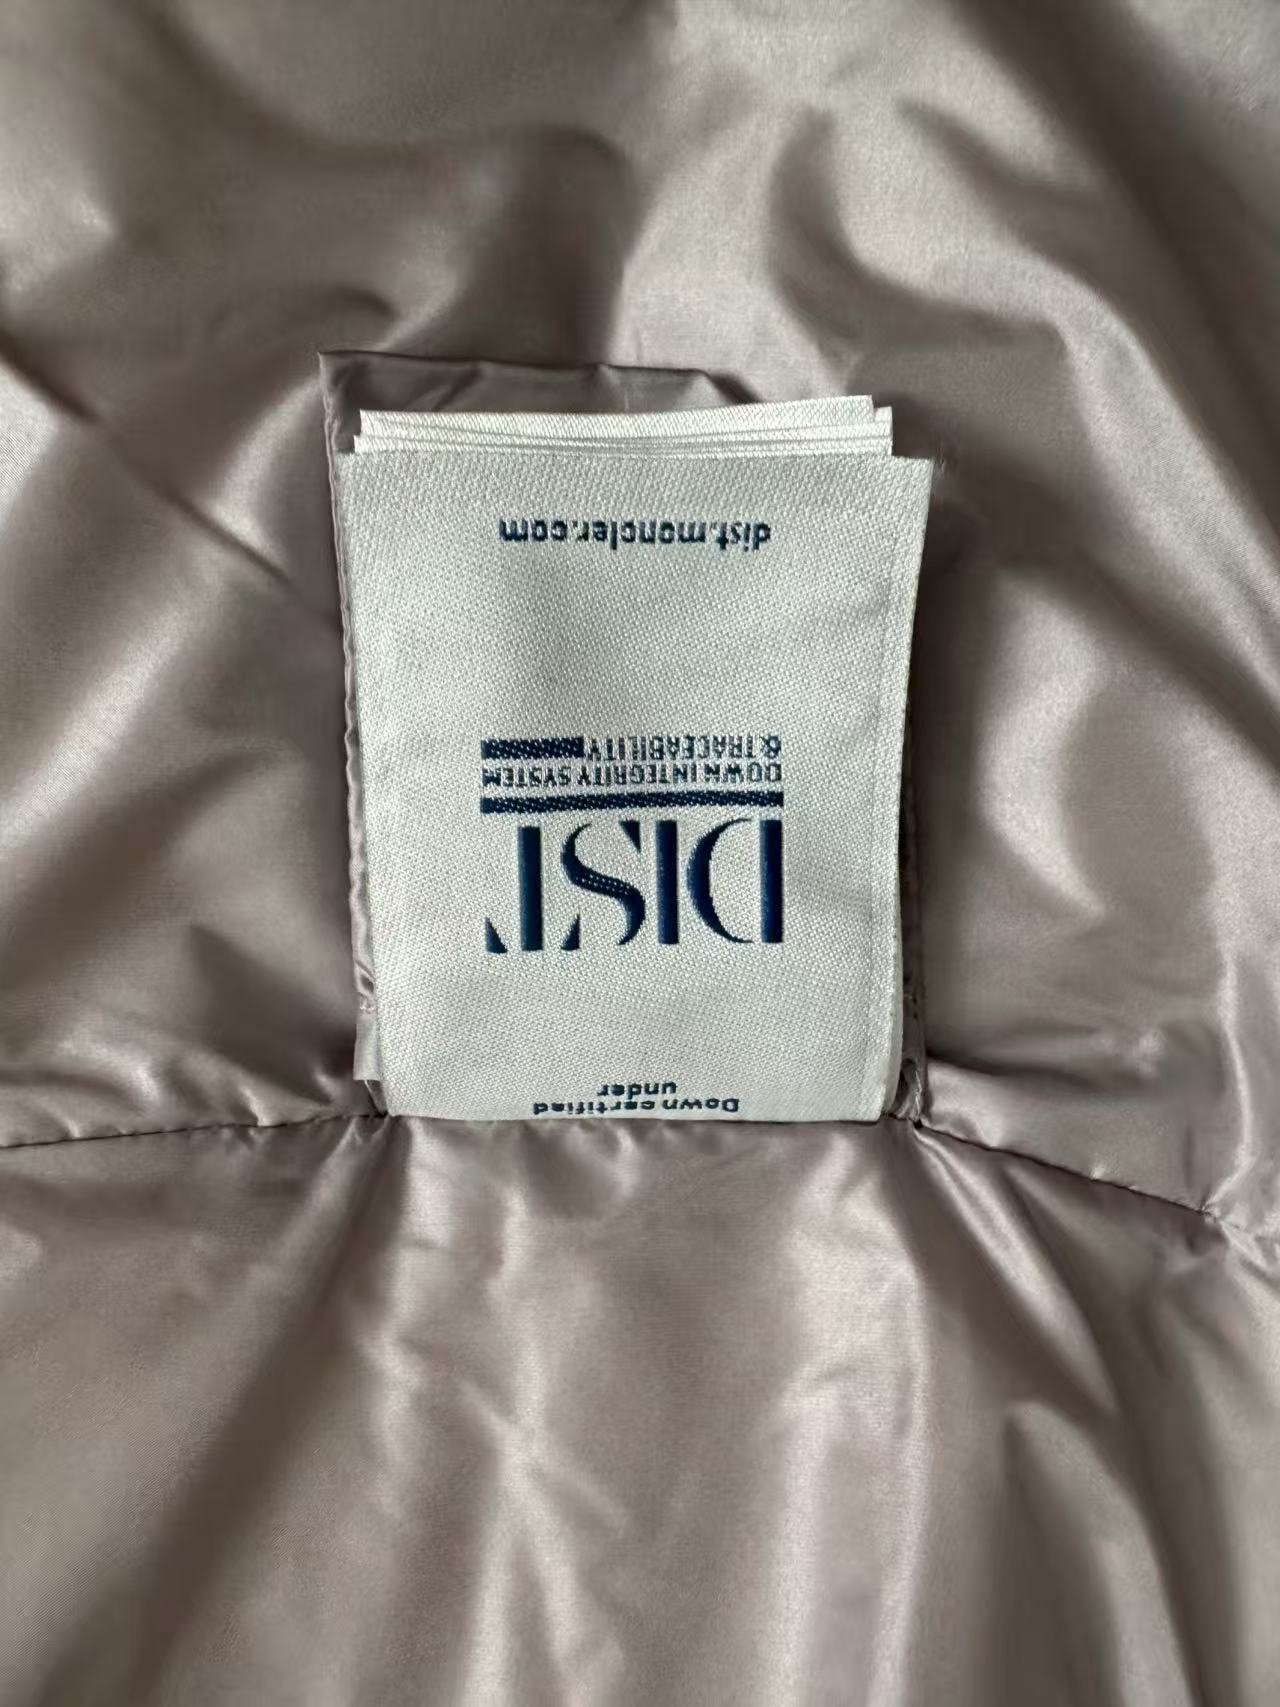 Down certified
under
DIST
DOWN INTEGRITY SYSTEM
& TRACEABILITY
dist.moncler.com